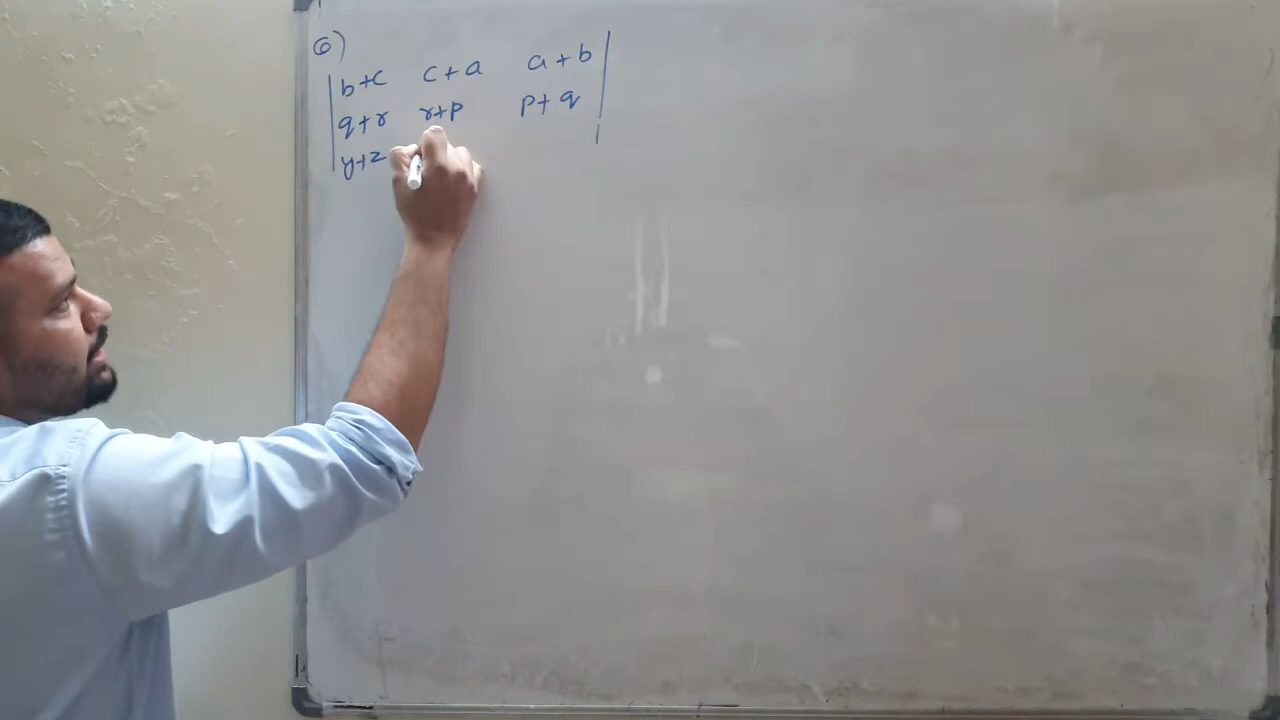 6)
b+c c+a a+b
q+r r+p p+q
y+z